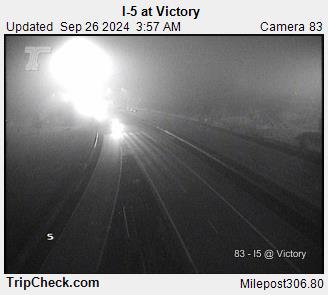 I-5 at Victory
Updated Sep 26 2024 3:57 AM Camera 83
T
S
83 - I5 @ Victory
TripCheck.com Milepost306.80